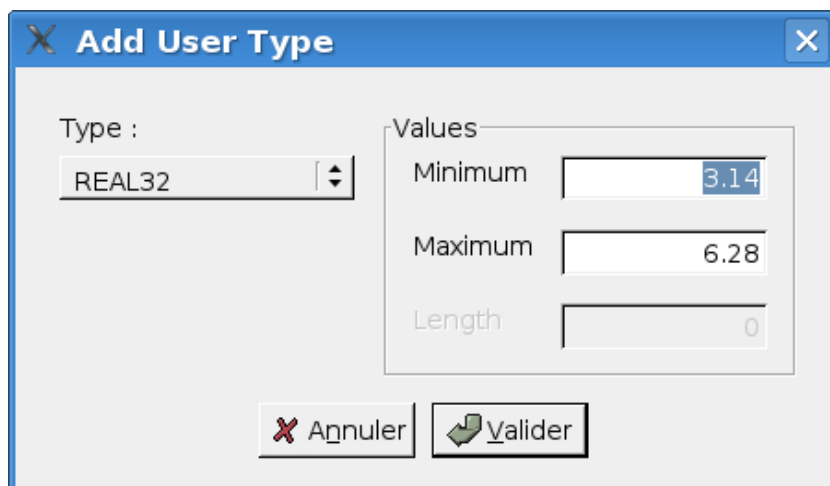 Add User Type
Type :
REAL32
Values
Minimum
3.14
Maximum
6.28
Length
0
Annuler
Valider